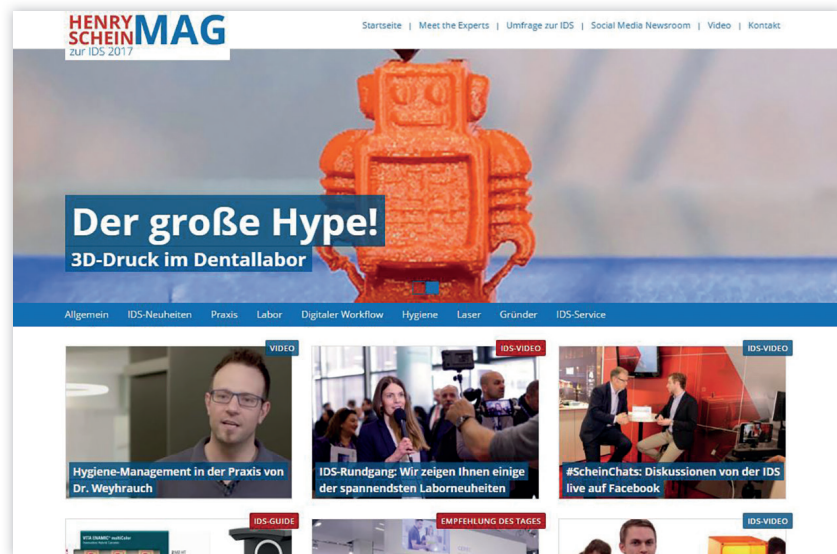 HENRY
SCHEIN MAG
zur IDS 2017
Startseite | Meet the Experts | Umfrage zur IDS | Social Media Newsroom | Video | Kontakt
Der große Hype!
3D-Druck im Dentallabor
Allgemein IDS-Neuheiten Praxis Labor Digitaler Workflow Hygiene Laser Gründer IDS-Service
VIDEO
Hygiene-Management in der Praxis von
Dr. Weyhrauch
IDS-VIDEO
IDS-Rundgang: Wir zeigen Ihnen einige
der spannendsten Laborneuheiten
IDS-VIDEO
#ScheinChats: Diskussionen von der IDS
live auf Facebook
IDS-GUIDE
EMPFEHLUNG DES TAGES
IDS-VIDEO